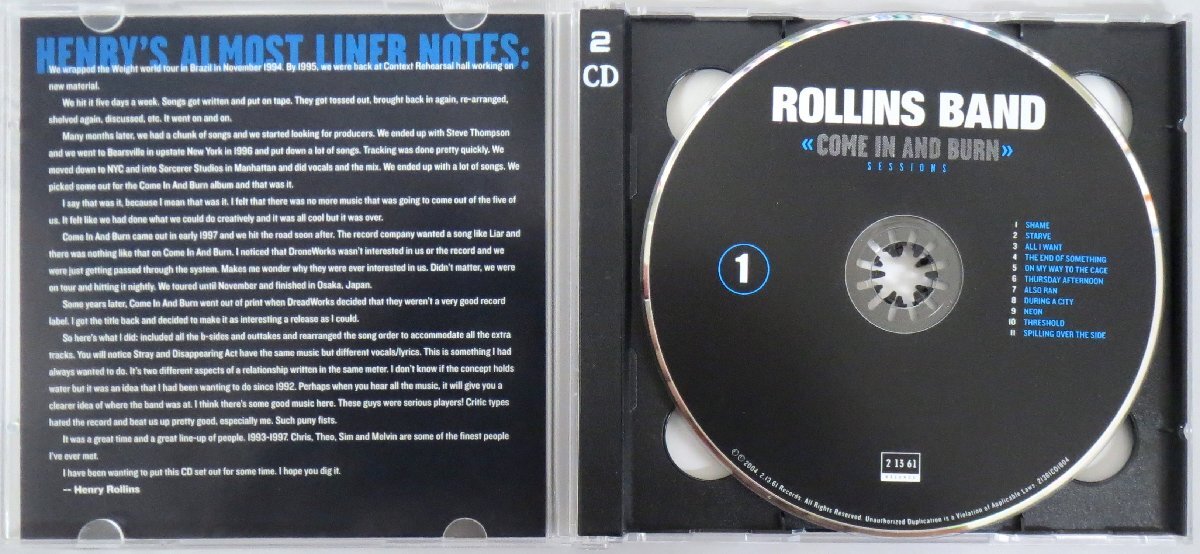 HENRY'S ALMOST LINER NOTES:
We wrapped the Weight world tour in Brazil in November 1994. By 1995, we were back at Context Rehearsal hall working on
new material.
We hit it five days a week. Songs got written and put on tape. They got tossed out, brought back in again, re-arranged,
shelved again, discussed, etc. It went on and on.
Many months later, we had a chunk of songs and we started looking for producers. We ended up with Steve Thompson
and we went to Bearsville in upstate New York in 1996 and put down a lot of songs. Tracking was done pretty quickly. We
moved down to NYC and into Sorcerer Studios in Manhattan and did vocals and the mix. We ended up with a lot of songs. We
picked some out for the Come In And Burn album and that was it.
I say that was it, because I mean that was it. I felt that there was no more music that was going to come out of the five of
us. It felt like we had done what we could do creatively and it was all cool but it was over.
Come In And Burn came out in early 1997 and we hit the road soon after. The record company wanted a song like Liar and
there was nothing like that on Come In And Burn. I noticed that DroneWorks wasn't interested in us or the record and we
were just getting passed through the system. Makes me wonder why they were ever interested in us. Didn't matter, we were
on tour and hitting it nightly. We toured until November and finished in Osaka, Japan.
Some years later, Come In And Burn went out of print when DreadWorks decided that they weren't a very good record
label. I got the title back and decided to make it as interesting a release as I could.
So here's what I did: included all the b-sides and outtakes and rearranged the song order to accommodate all the extra
tracks. You will notice Stray and Disappearing Act have the same music but different vocals/lyrics. This is something I had
always wanted to do. It's two different aspects of a relationship written in the same meter. I don't know if the concept holds
water but it was an idea that I had been wanting to do since 1992. Perhaps when you hear all the music, it will give you a
clearer idea of where the band was at. I think there's some good music here. These guys were serious players! Critic types
hated the record and beat us up pretty good, especially me. Such puny fists.
It was a great time and a great line-up of people. 1993-1997. Chris, Theo, Sim and Melvin are some of the finest people
I've ever met.
I have been wanting to put this CD set out for some time. I hope you dig it.
-- Henry Rollins
2
CD
ROLLINS BAND
«COME IN AND BURN»
SESSIONS
1
1 SHAME
2 STARVE
3 ALL I WANT
4 THE END OF SOMETHING
5 ON MY WAY TO THE CAGE
6 THURSDAY AFTERNOON
7 ALSO RAN
8 DURING A CITY
9 NEON
10 THRESHOLD
11 SPILLING OVER THE SIDE
2 13 61
RECORDS
℗©2004 2.13.61 Records. All Rights Reserved. Unauthorized Duplication is a Violation of Applicable Laws. 21361CD1004